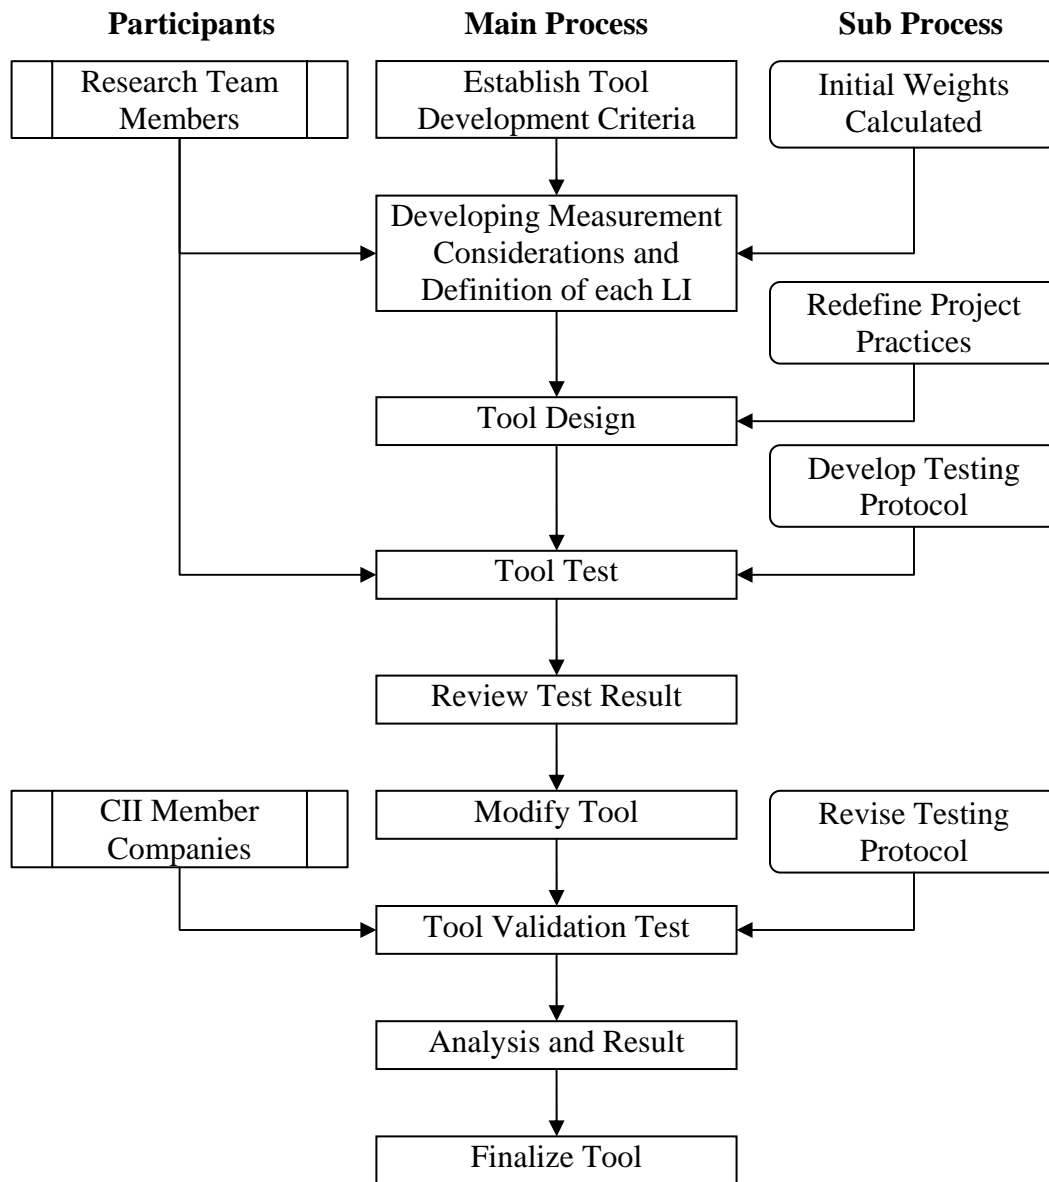 Participants
Main Process
Sub Process
Research Team
Members
Establish Tool
Development Criteria
Initial Weights
Calculated
Developing Measurement
Considerations and
Definition of each LI
Redefine Project
Practices
Tool Design
Develop Testing
Protocol
Tool Test
Review Test Result
CII Member
Companies
Modify Tool
Revise Testing
Protocol
Tool Validation Test
Analysis and Result
Finalize Tool